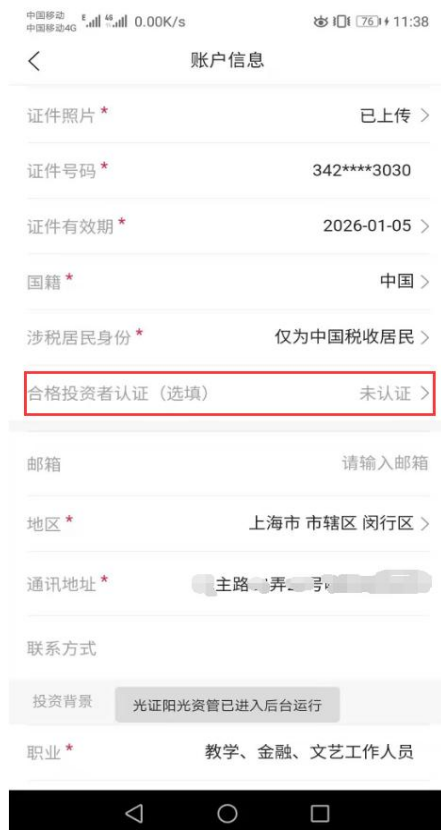 中国移动
中国移动4G 0.00K/s 76 11:38
账户信息
证件照片* 已上传
证件号码* 342****3030
证件有效期* 2026-01-05
国籍* 中国
涉税居民身份* 仅为中国税收居民
合格投资者认证（选填） 未认证
邮箱 请输入邮箱
地区* 上海市 市辖区 闵行区
通讯地址* 主路 弄 号
联系方式
投资背景
光证阳光资管已进入后台运行
职业* 教学、金融、文艺工作人员